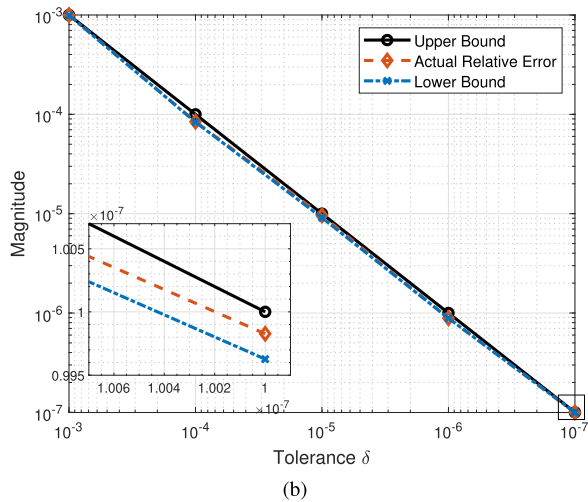 10^-3
Upper Bound
Actual Relative Error
Lower Bound
10^-4
Magnitude
10^-5
×10^-7
1.005
1
10^-6
0.995
1.006 1.004 1.002 1
×10^-7
10^-7
10^-3 10^-4 10^-5 10^-6 10^-7
Tolerance δ
(b)